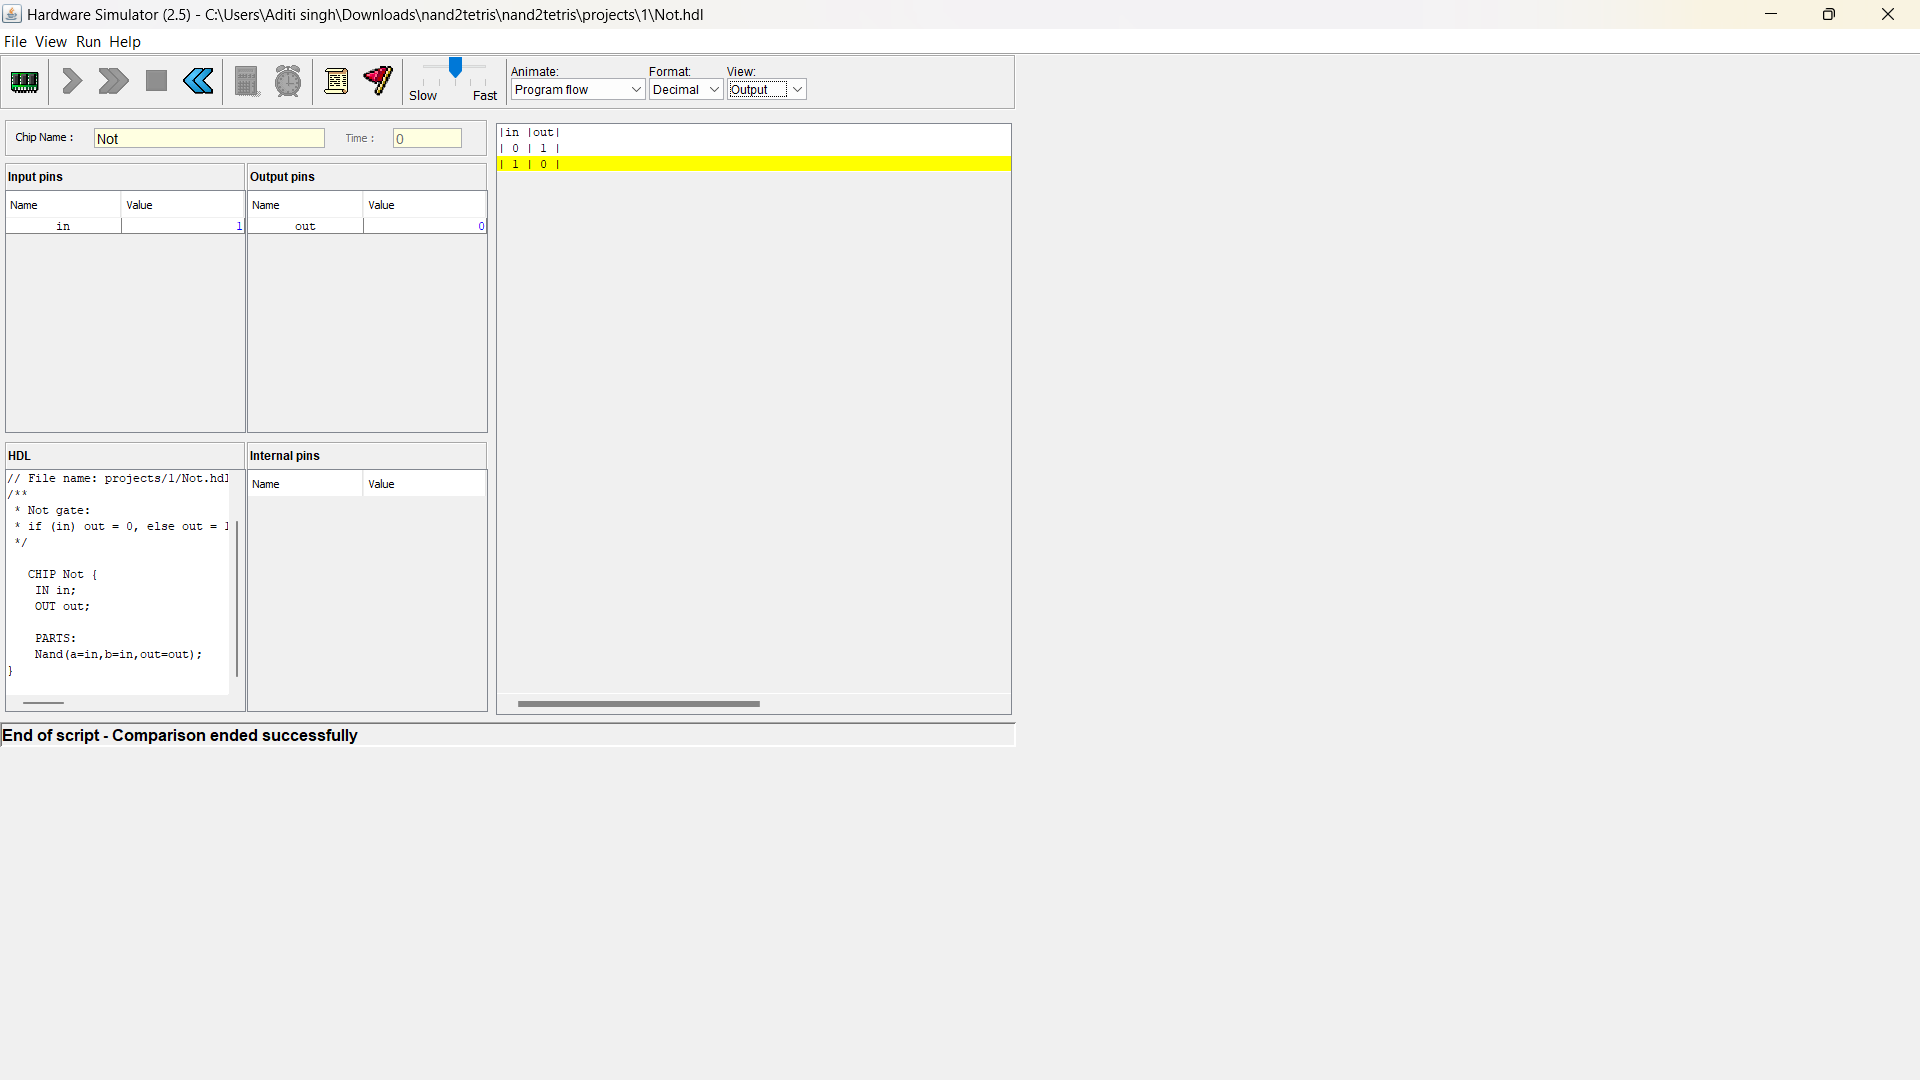 Hardware Simulator (2.5) - C:\Users\Aditi singh\Downloads\nand2tetris\nand2tetris\projects\1\Not.hdl
File View Run Help
Animate: Format: View:
Slow Fast Program flow Decimal Output
Chip Name : Not Time : 0
Input pins Output pins
Name Value Name Value
in 1 out 0
|in |out|
| 0 | 1 |
| 1 | 0 |
HDL Internal pins
Name Value
// File name: projects/1/Not.hdl
/**
* Not gate:
* if (in) out = 0, else out = 1
*/
CHIP Not {
IN in;
OUT out;
PARTS:
Nand(a=in,b=in,out=out);
}
End of script - Comparison ended successfully